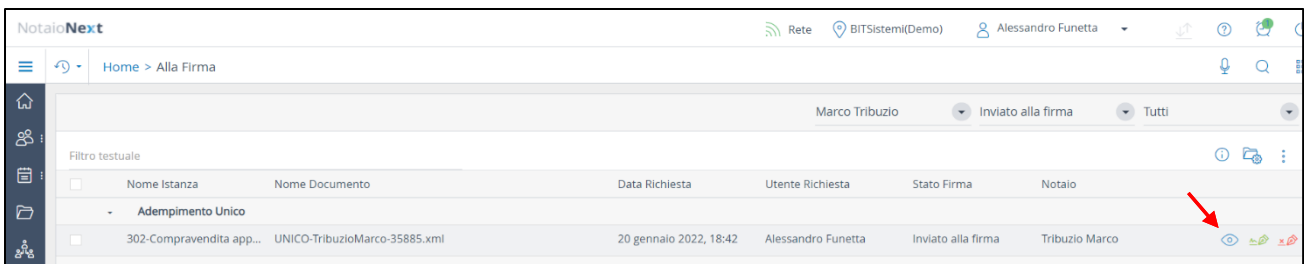 NotaioNext Rete BITSistemi(Demo) Alessandro Funetta
Home > Alla Firma
Marco Tribuzio Inviato alla firma Tutti
Filtro testuale
Nome Istanza Nome Documento Data Richiesta Utente Richiesta Stato Firma Notaio
Adempimento Unico
302-Compravendita app... UNICO-TribuzioMarco-35885.xml 20 gennaio 2022, 18:42 Alessandro Funetta Inviato alla firma Tribuzio Marco